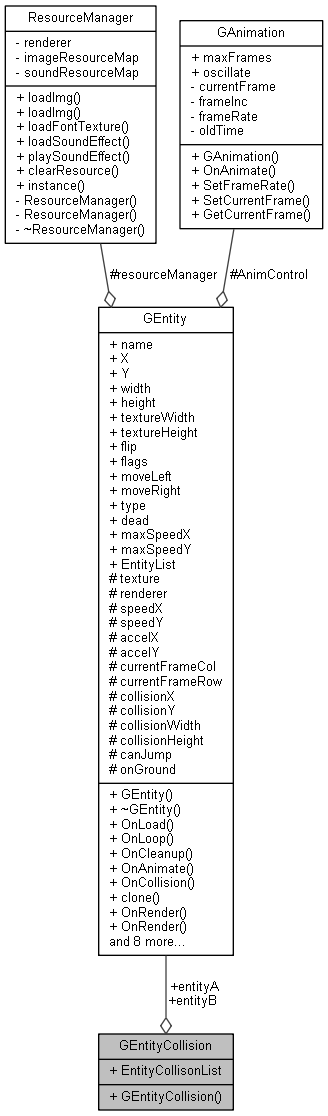 ResourceManager
- renderer
- imageResourceMap
- soundResourceMap
+ loadImg()
+ loadImg()
+ loadFontTexture()
+ loadSoundEffect()
+ playSoundEffect()
+ clearResource()
+ instance()
- ResourceManager()
- ResourceManager()
- ~ResourceManager()
GAnimation
+ maxFrames
+ oscillate
- currentFrame
- frameInc
- frameRate
- oldTime
+ GAnimation()
+ OnAnimate()
+ SetFrameRate()
+ SetCurrentFrame()
+ GetCurrentFrame()
#resourceManager
#AnimControl
GEntity
+ name
+ X
+ Y
+ width
+ height
+ textureWidth
+ textureHeight
+ flip
+ flags
+ moveLeft
+ moveRight
+ type
+ dead
+ maxSpeedX
+ maxSpeedY
+ EntityList
# texture
# renderer
# speedX
# speedY
# accelX
# accelY
# currentFrameCol
# currentFrameRow
# collisionX
# collisionY
# collisionWidth
# collisionHeight
# canJump
# onGround
+ GEntity()
+ ~GEntity()
+ OnLoad()
+ OnLoop()
+ OnCleanup()
+ OnAnimate()
+ OnCollision()
+ clone()
+ OnRender()
+ OnRender()
and 8 more...
+entityA
+entityB
GEntityCollision
+ EntityCollisonList
+ GEntityCollision()